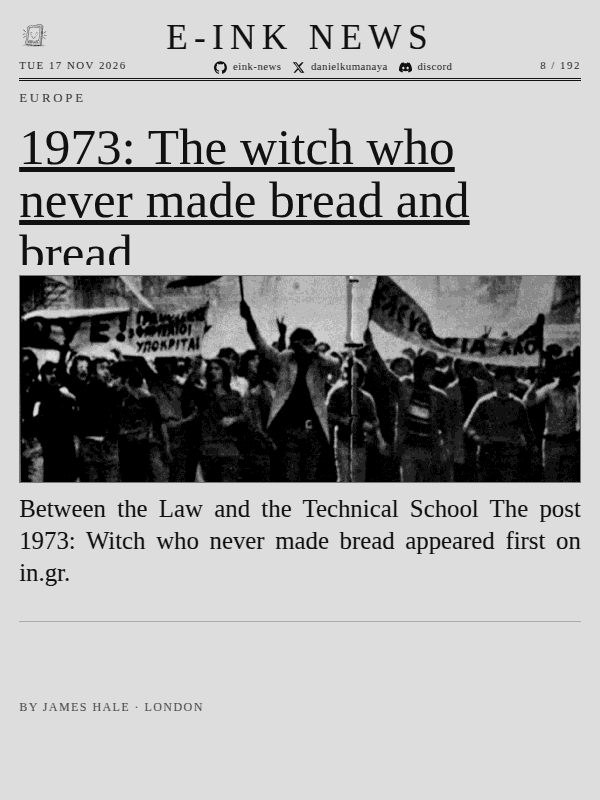 E-INK NEWS
TUE 17 NOV 2026
eink-news danielkumanaya discord
8 / 192
EUROPE
1973: The witch who
never made bread and
bread
ΥΠΟΚΡΙΤΑΙ
Between the Law and the Technical School The post
1973: Witch who never made bread appeared first on
in.gr.
BY JAMES HALE · LONDON